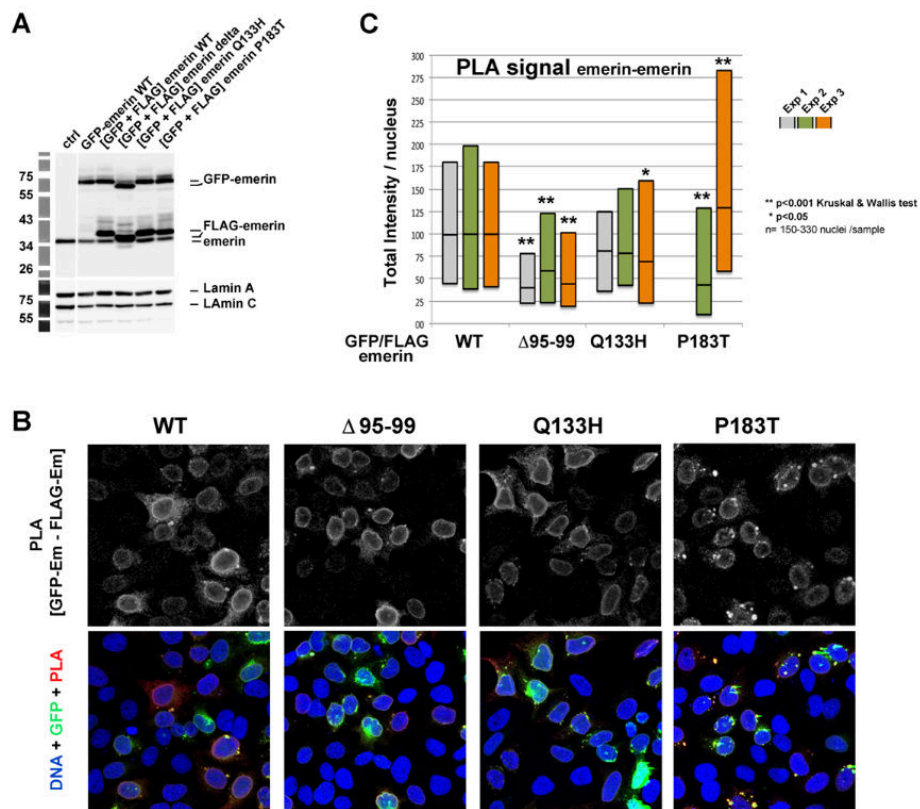 A
ctrl
GFP-emerin WT
[GFP + FLAG] emerin WT
[GFP + FLAG] emerin delta
[GFP + FLAG] emerin Q133H
[GFP + FLAG] emerin P183T
75
55
43
34
26
75
55
GFP-emerin
FLAG-emerin
emerin
Lamin A
LAmin C
C
PLA signal emerin-emerin
Total Intensity / nucleus
300
275
250
225
200
175
150
125
100
75
50
25
00
**
**
**
*
**
**
GFP/FLAG
emerin
WT
Δ95-99
Q133H
P183T
Exp 1
Exp 2
Exp 3
** p<0.001 Kruskal & Wallis test
* p<0.05
n= 150-330 nuclei /sample
B
WT
Δ 95-99
Q133H
P183T
PLA
[GFP-Em - FLAG-Em]
DNA + GFP + PLA